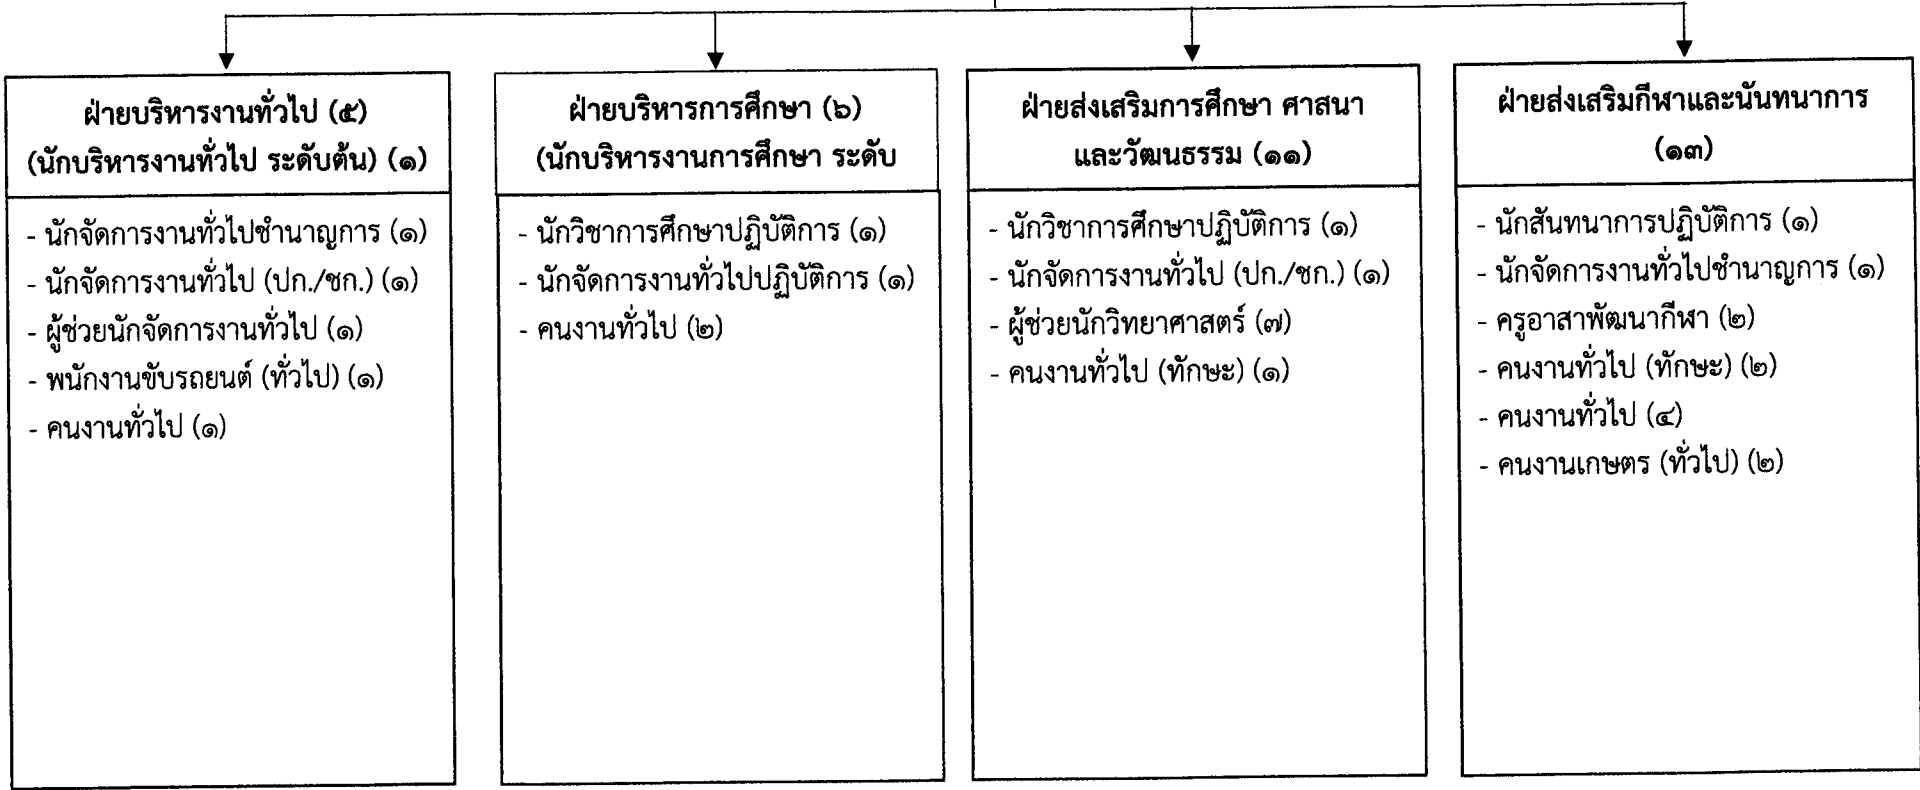 ฝ่ายบริหารงานทั่วไป (๕)
(นักบริหารงานทั่วไป ระดับต้น) (๑)
- นักจัดการงานทั่วไปชำนาญการ (๑)
- นักจัดการงานทั่วไป (ปก./ชก.) (๑)
- ผู้ช่วยนักจัดการงานทั่วไป (๑)
- พนักงานขับรถยนต์ (ทั่วไป) (๑)
- คนงานทั่วไป (๑)
ฝ่ายบริหารการศึกษา (๖)
(นักบริหารงานการศึกษา ระดับ
- นักวิชาการศึกษาปฏิบัติการ (๑)
- นักจัดการงานทั่วไปปฏิบัติการ (๑)
- คนงานทั่วไป (๒)
ฝ่ายส่งเสริมการศึกษา ศาสนา
และวัฒนธรรม (๑๑)
- นักวิชาการศึกษาปฏิบัติการ (๑)
- นักจัดการงานทั่วไป (ปก./ชก.) (๑)
- ผู้ช่วยนักวิทยาศาสตร์ (๗)
- คนงานทั่วไป (ทักษะ) (๑)
ฝ่ายส่งเสริมกีฬาและนันทนาการ
(๑๓)
- นักสันทนาการปฏิบัติการ (๑)
- นักจัดการงานทั่วไปชำนาญการ (๑)
- ครูอาสาพัฒนากีฬา (๒)
- คนงานทั่วไป (ทักษะ) (๒)
- คนงานทั่วไป (๔)
- คนงานเกษตร (ทั่วไป) (๒)